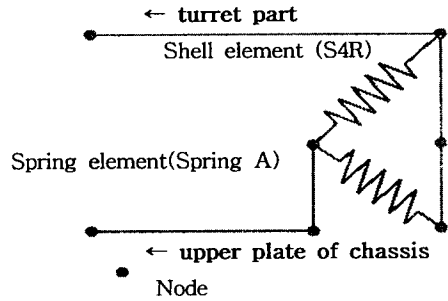 ← turret part
Shell element (S4R)
Spring element(Spring A)
← upper plate of chassis
Node